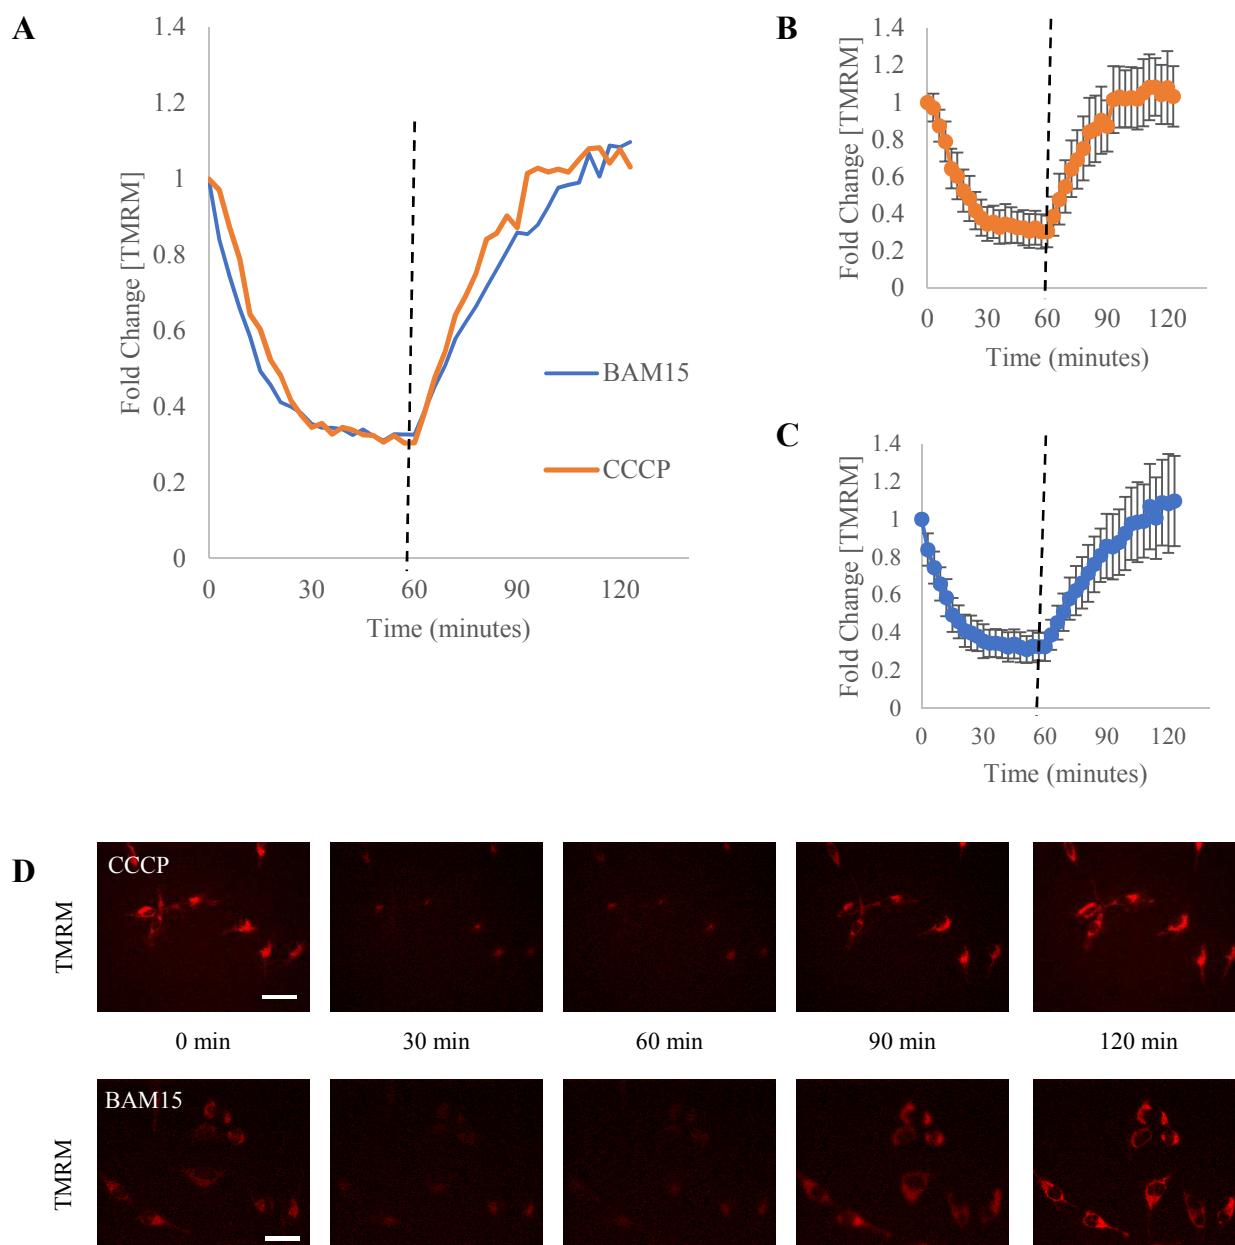 A
1.4
1.2
1
0.8
0.6
0.4
0.2
0
0 30 60 90 120
Fold Change [TMRM]
Time (minutes)
BAM15
CCCP
B
1.4
1.2
1
0.8
0.6
0.4
0.2
0
0 30 60 90 120
Fold Change [TMRM]
Time (minutes)
C
1.4
1.2
1
0.8
0.6
0.4
0.2
0
0 30 60 90 120
Fold Change [TMRM]
Time (minutes)
D
TMRM
CCCP
0 min 30 min 60 min 90 min 120 min
TMRM
BAM15